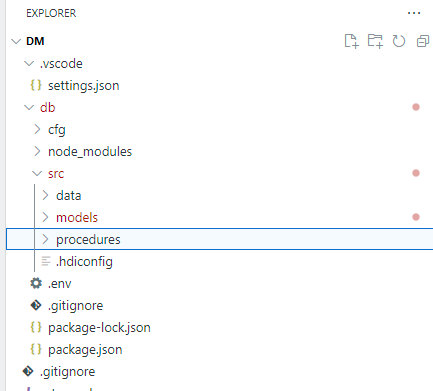 EXPLORER
DM
.vscode
settings.json
db
cfg
node_modules
src
data
models
procedures
.hdiconfig
.env
.gitignore
package-lock.json
package.json
.gitignore